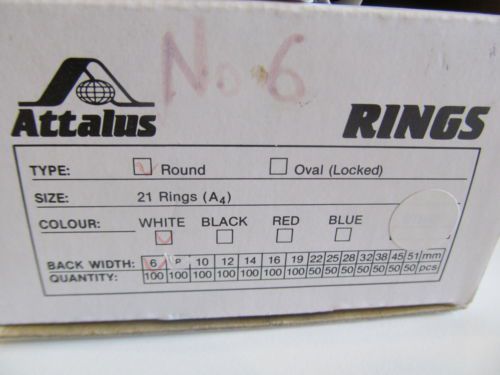 No 6
Attalus
RINGS
TYPE: Round Oval (Locked)
SIZE: 21 Rings (A4)
COLOUR: WHITE BLACK RED BLUE
BACK WIDTH: 6 8 10 12 14 16 19 22 25 28 32 38 45 51 mm
QUANTITY: 100 100 100 100 100 100 100 50 50 50 50 50 50 50 pcs